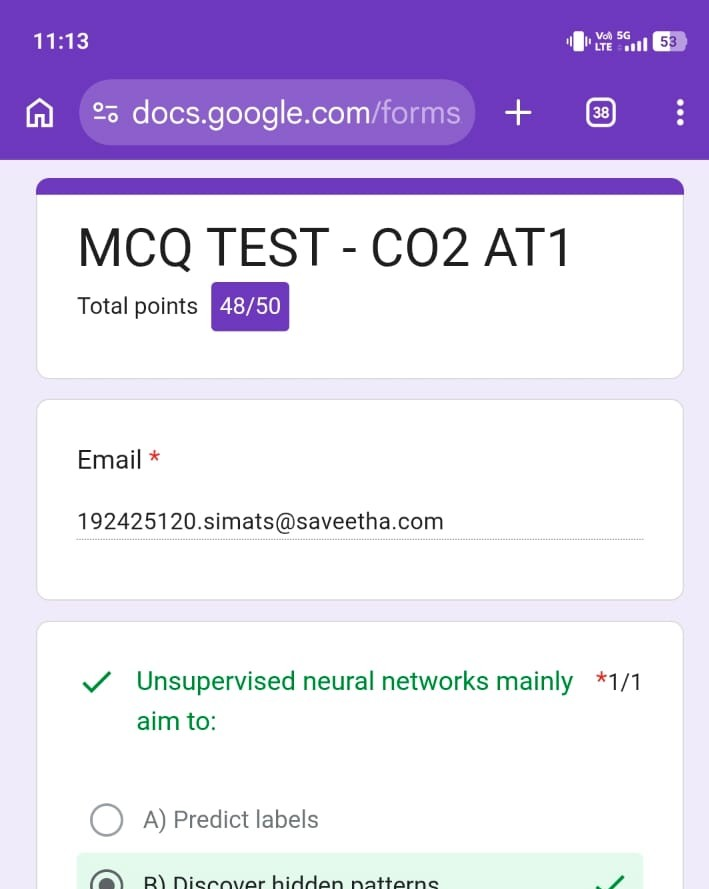 11:13
Vo) 5G
LTE
53
docs.google.com/forms
38
MCQ TEST - CO2 AT1
Total points 48/50
Email *
192425120.simats@saveetha.com
Unsupervised neural networks mainly *1/1
aim to:
A) Predict labels
B) Discover hidden patterns